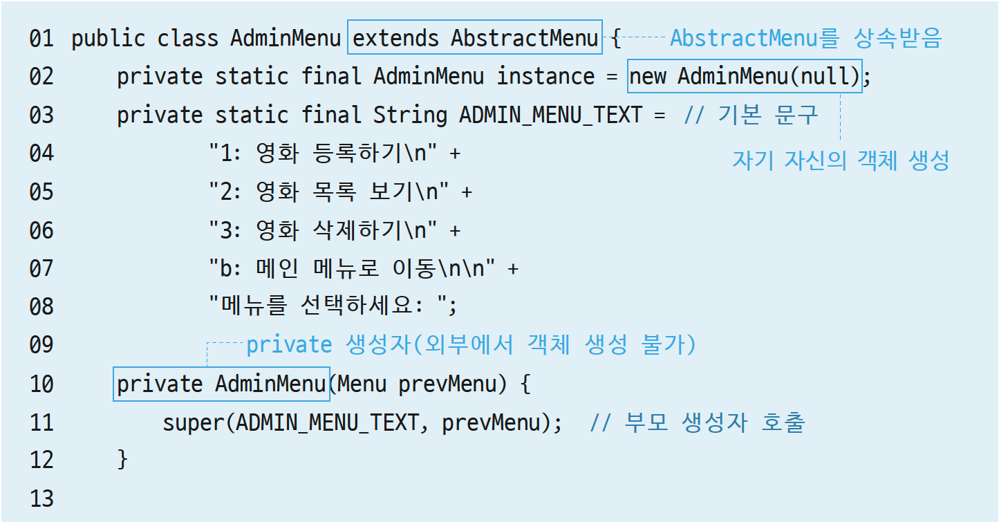 01 public class AdminMenu extends AbstractMenu { AbstractMenu를 상속받음
02 private static final AdminMenu instance = new AdminMenu(null);
03 private static final String ADMIN_MENU_TEXT = // 기본 문구
04 "1: 영화 등록하기\n" +
자기 자신의 객체 생성
05 "2: 영화 목록 보기\n" +
06 "3: 영화 삭제하기\n" +
07 "b: 메인 메뉴로 이동\n\n" +
08 "메뉴를 선택하세요: ";
09 private 생성자(외부에서 객체 생성 불가)
10 private AdminMenu(Menu prevMenu) {
11 super(ADMIN_MENU_TEXT, prevMenu); // 부모 생성자 호출
12 }
13